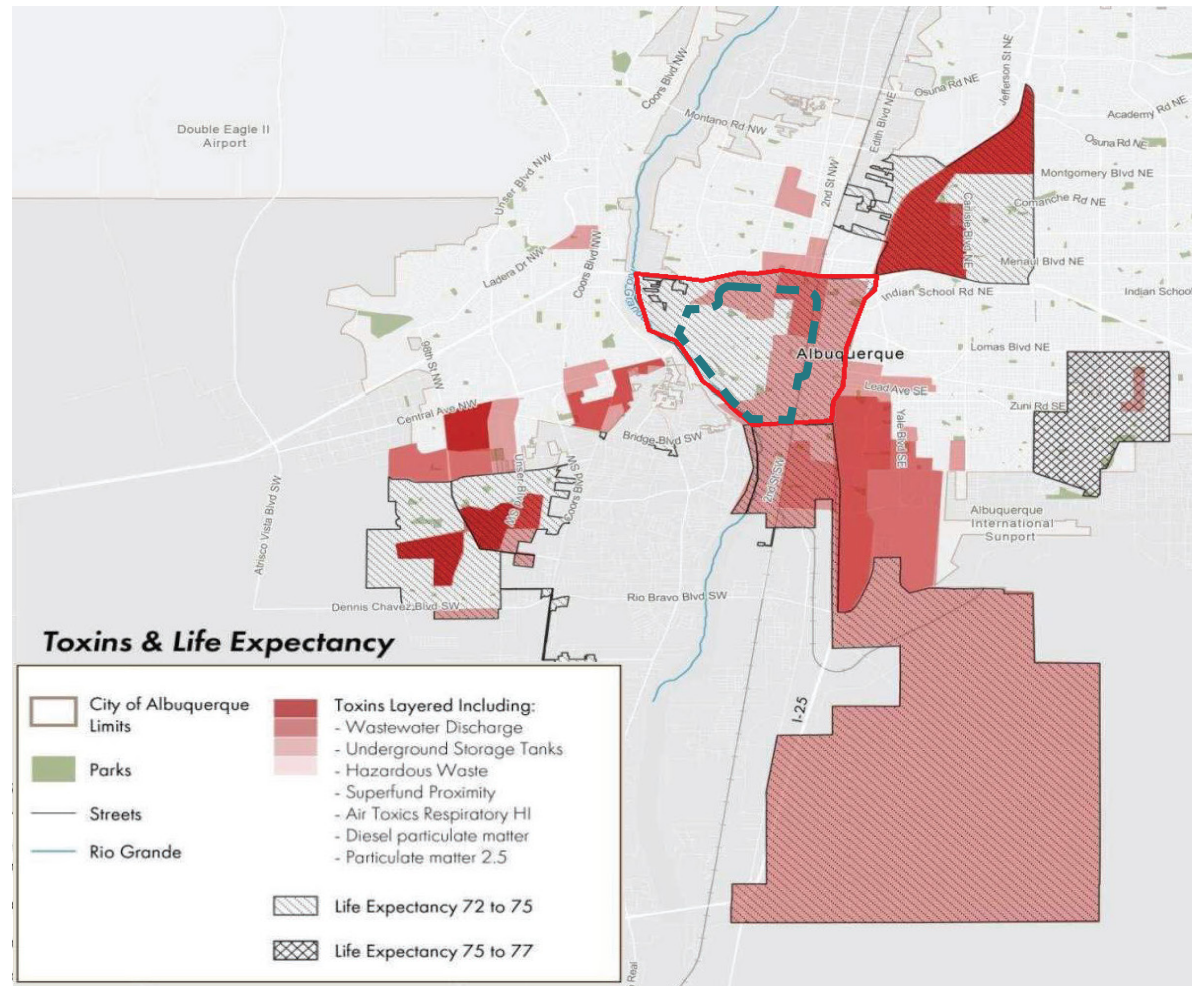 Coors Blvd NW
Jefferson St NE
Osuna Rd NE
Academy Rd NE
Osuna Rd NE
Double Eagle II
Airport
Montano Rd NW
Edith Blvd NE
2nd St NW
Unser Blvd NW
Montgomery Blvd NE
Comanche Rd NE
Carlisle Blvd NE
Menaul Blvd NE
Ladera Dr NW
Coors Blvd NW
Indian School Rd NE
Indian School
Lomas Blvd NE
Albuquerque
98th St NW
Lead Ave SE
Central Ave NW
Zuni Rd SE
Yale Blvd SE
Bridge Blvd SW
2nd St SW
Albuquerque
International
Sunport
Atrisco Vista Blvd SW
Rio Bravo Blvd SW
Dennis Chavez Blvd SW
Toxins & Life Expectancy
I-25
City of Albuquerque
Limits
Parks
Streets
Rio Grande
Toxins Layered Including:
- Wastewater Discharge
- Underground Storage Tanks
- Hazardous Waste
- Superfund Proximity
- Air Toxics Respiratory HI
- Diesel particulate matter
- Particulate matter 2.5
Life Expectancy 72 to 75
Life Expectancy 75 to 77
Real